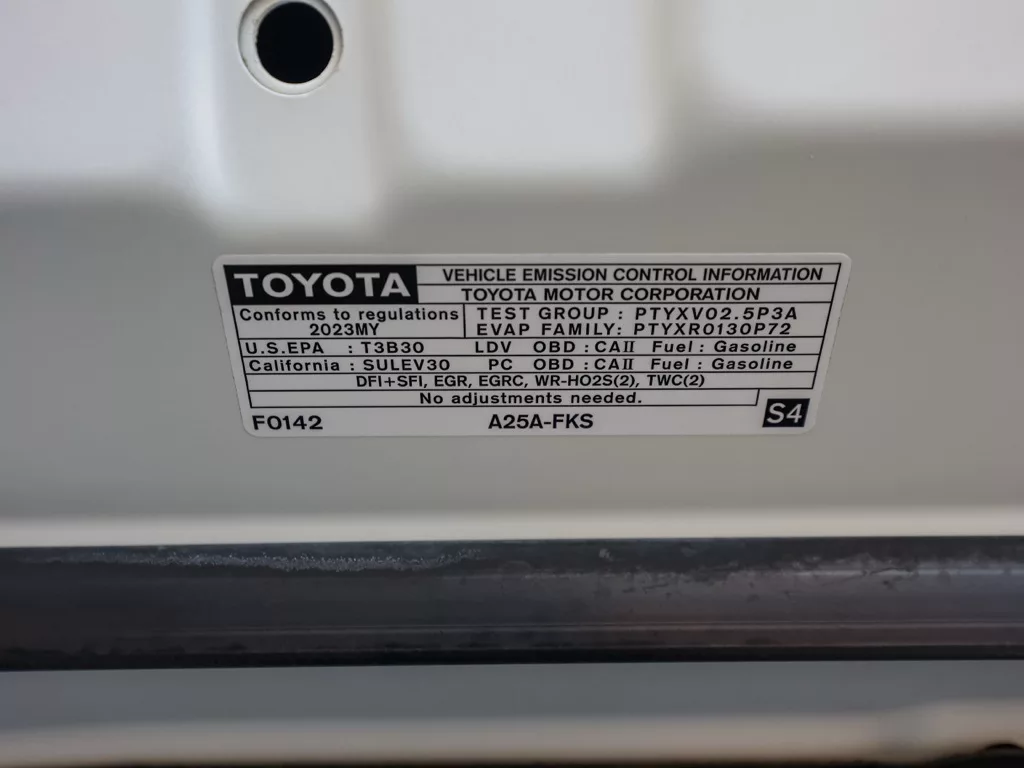 TOYOTA VEHICLE EMISSION CONTROL INFORMATION
TOYOTA MOTOR CORPORATION
Conforms to regulations
2023MY
TEST GROUP : PTYXV02.5P3A
EVAP FAMILY: PTYXR0130P72
U.S.EPA : T3B30 LDV OBD : CAII Fuel : Gasoline
California : SULEV30 PC OBD : CAII Fuel : Gasoline
DFI+SFI, EGR, EGRC, WR-HO2S(2), TWC(2)
No adjustments needed.
F0142 A25A-FKS S4